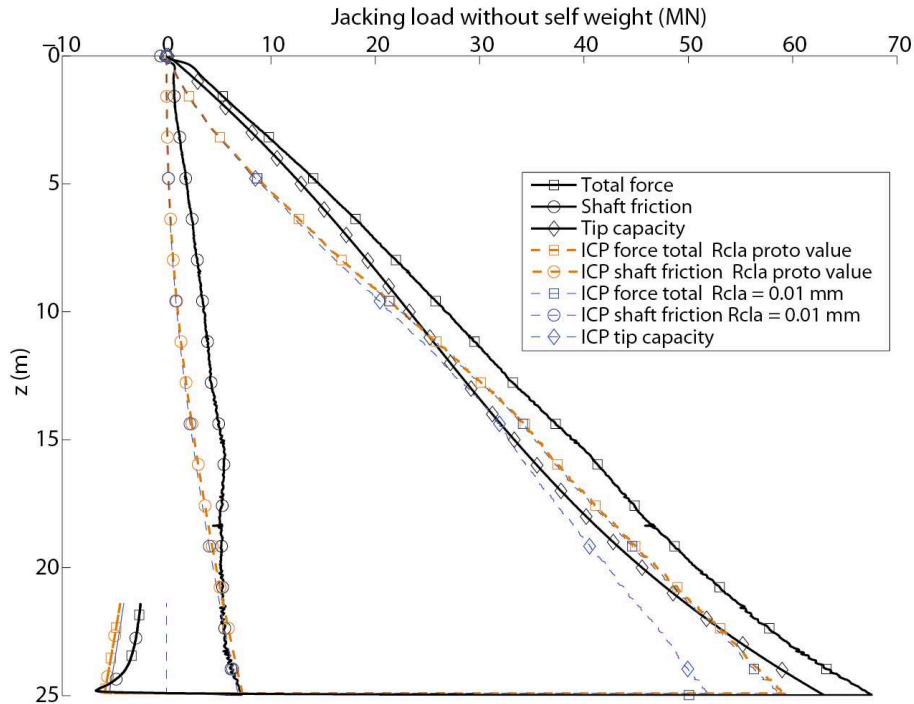 Jacking load without self weight (MN)
−10 0 10 20 30 40 50 60 70
0
5
10
15
20
25
z (m)
Total force
Shaft friction
Tip capacity
ICP force total Rcla proto value
ICP shaft friction Rcla proto value
ICP force total Rcla = 0.01 mm
ICP shaft friction Rcla = 0.01 mm
ICP tip capacity